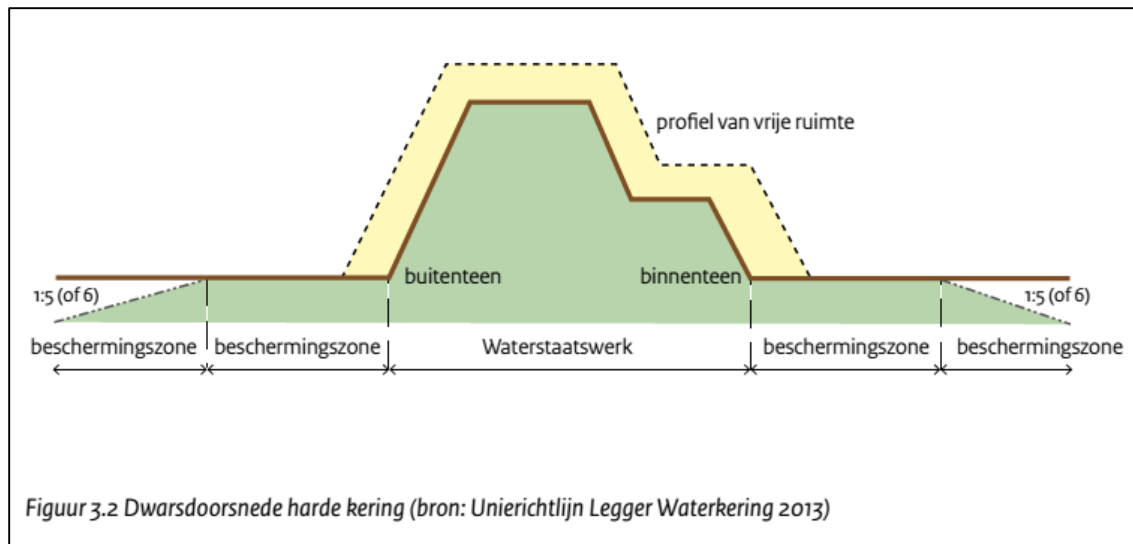 profiel van vrije ruimte
buitenteen
binnenteen
1:5 (of 6)
1:5 (of 6)
beschermingszone
beschermingszone
Waterstaatswerk
beschermingszone
beschermingszone
Figuur 3.2 Dwarsdoorsnede harde kering (bron: Unierichtlijn Legger Waterkering 2013)